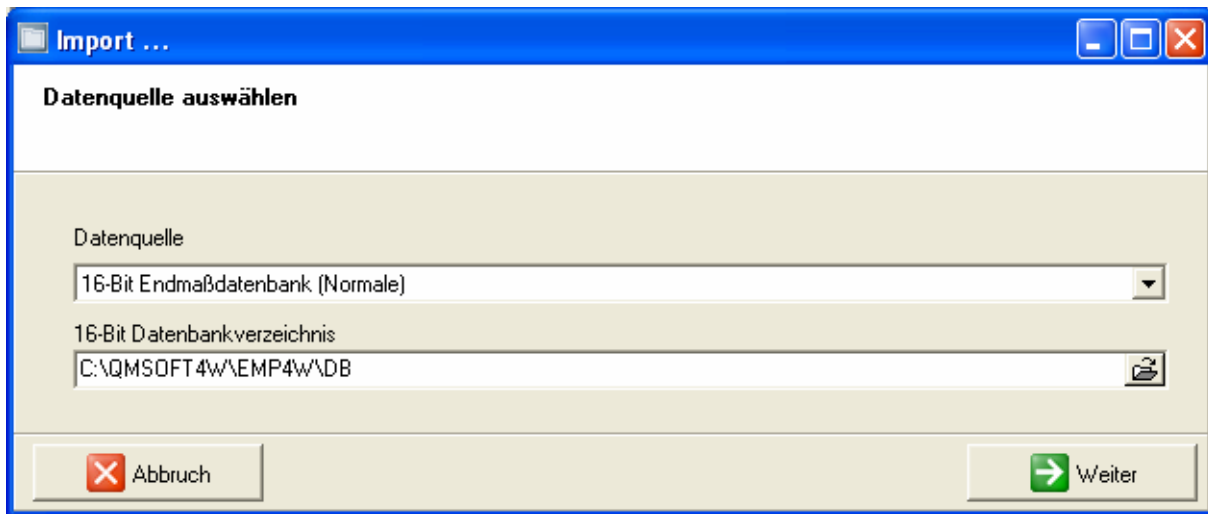 Import ...
Datenquelle auswählen
Datenquelle
16-Bit Endmaßdatenbank (Normale)
16-Bit Datenbankverzeichnis
C:\QMSOFT4W\EMP4W\DB
Abbruch
Weiter